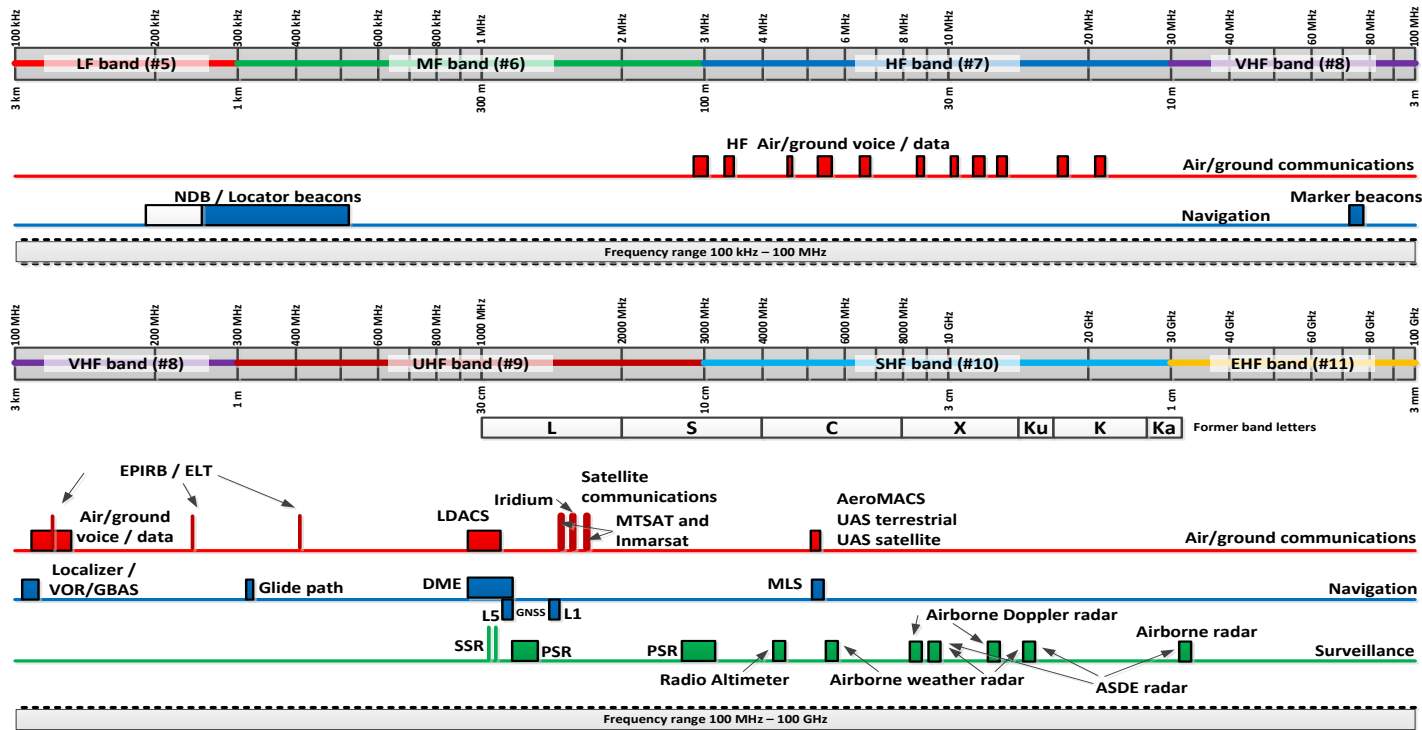 100 kHz 200 kHz 300 kHz 600 kHz 800 kHz 1 MHz 2 MHz 3 MHz 4 MHz 6 MHz 8 MHz 10 MHz 20 MHz 30 MHz 40 MHz 60 MHz 80 MHz 100 MHz
LF band (#5) MF band (#6) HF band (#7) VHF band (#8)
3 km 1 km 300 m 100 m 30 m 10 m 3 m
HF Air/ground voice / data
Air/ground communications
NDB / Locator beacons
Marker beacons
Navigation
Frequency range 100 kHz – 100 MHz
100 MHz 200 MHz 300 MHz 400 MHz 600 MHz 800 MHz 1000 MHz 2000 MHz 3000 MHz 4000 MHz 6000 MHz 8000 MHz 10 GHz 20 GHz 30 GHz 40 GHz 60 GHz 80 GHz 100 GHz
VHF band (#8) UHF band (#9) SHF band (#10) EHF band (#11)
3 km 1 m 30 cm 10 cm 3 cm 1 cm 3 mm
L S C X Ku K Ka Former band letters
EPIRB / ELT
Air/ground
voice / data
LDACS
Iridium
Satellite
communications
MTSAT and
Inmarsat
AeroMACS
UAS terrestrial
UAS satellite
Air/ground communications
Localizer /
VOR/GBAS
Glide path
DME
MLS
Navigation
L5 GNSS L1
SSR
PSR
PSR
Radio Altimeter
Airborne Doppler radar
Airborne weather radar
Airborne radar
ASDE radar
Surveillance
Frequency range 100 MHz – 100 GHz